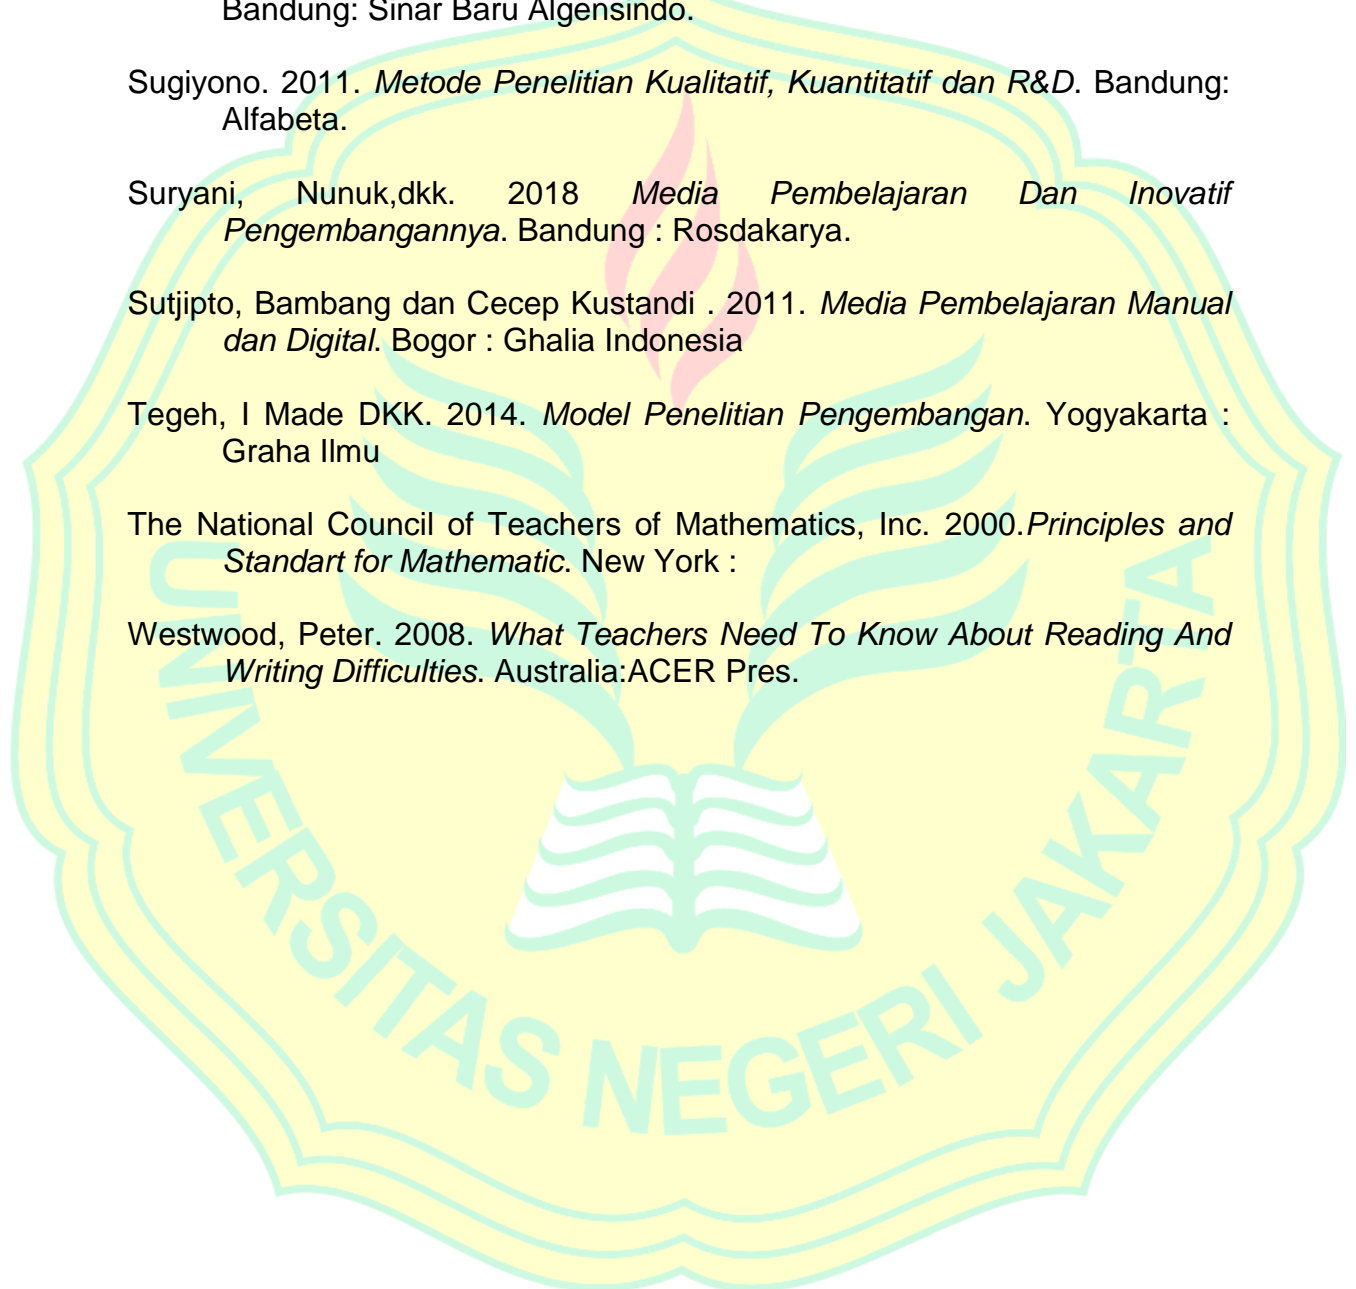 Bandung: Sinar Baru Algensindo.
Sugiyono. 2011. Metode Penelitian Kualitatif, Kuantitatif dan R&D. Bandung:
Alfabeta.
Suryani, Nunuk,dkk. 2018 Media Pembelajaran Dan Inovatif
Pengembangannya. Bandung : Rosdakarya.
Sutjipto, Bambang dan Cecep Kustandi . 2011. Media Pembelajaran Manual
dan Digital. Bogor : Ghalia Indonesia
Tegeh, I Made DKK. 2014. Model Penelitian Pengembangan. Yogyakarta :
Graha Ilmu
The National Council of Teachers of Mathematics, Inc. 2000.Principles and
Standart for Mathematic. New York :
Westwood, Peter. 2008. What Teachers Need To Know About Reading And
Writing Difficulties. Australia:ACER Pres.
UNIVERSITAS NEGERI JAKARTA